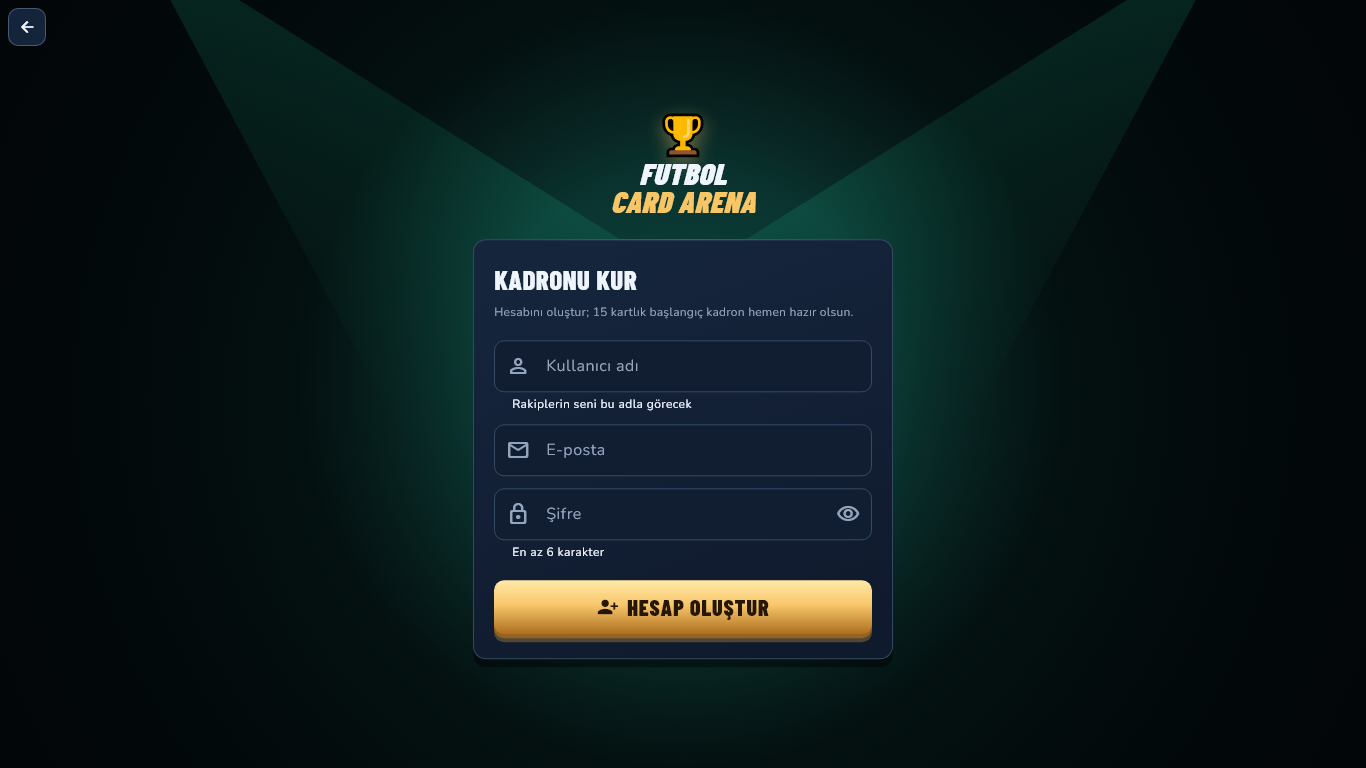 FUTBOL
CARD ARENA
KADRONU KUR
Hesabını oluştur; 15 kartlık başlangıç kadron hemen hazır olsun.
Kullanıcı adı
Rakiplerin seni bu adla görecek
E-posta
Şifre
En az 6 karakter
HESAP OLUŞTUR